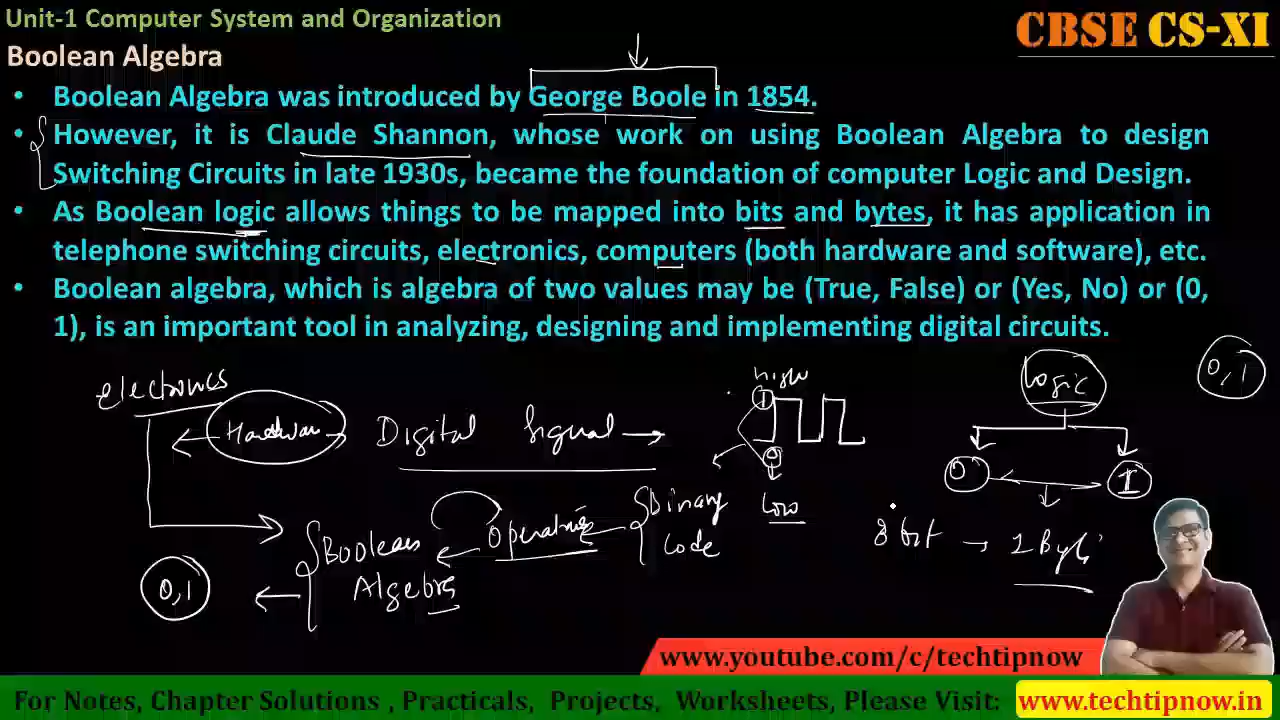 Unit-1 Computer System and Organization
CBSE CS-XI
Boolean Algebra
• Boolean Algebra was introduced by George Boole in 1854.
• However, it is Claude Shannon, whose work on using Boolean Algebra to design
Switching Circuits in late 1930s, became the foundation of computer Logic and Design.
• As Boolean logic allows things to be mapped into bits and bytes, it has application in
telephone switching circuits, electronics, computers (both hardware and software), etc.
• Boolean algebra, which is algebra of two values may be (True, False) or (Yes, No) or (0,
1), is an important tool in analyzing, designing and implementing digital circuits.
electronics
Hardwar
Digital Signal
high
1
0
low
logic
0 1
0,1
Binary
Code
Operations
Boolean
Algebra
0,1
8 bit → 1 Byte
www.youtube.com/c/techtipnow
For Notes, Chapter Solutions , Practicals, Projects, Worksheets, Please Visit: www.techtipnow.in